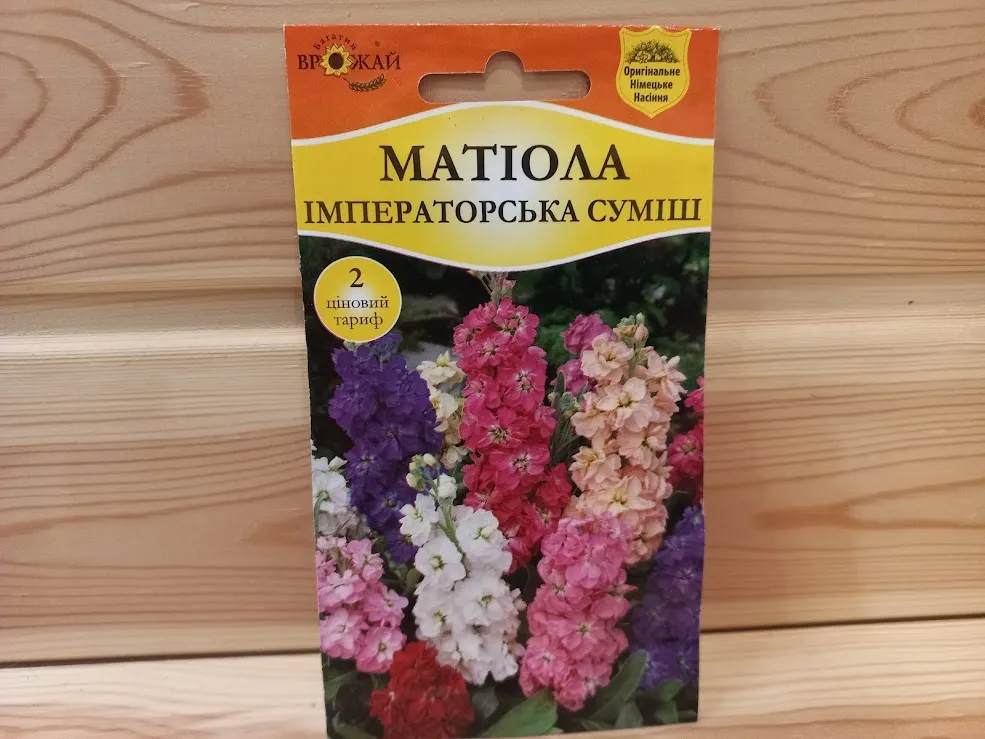 Багатий
ВРОЖАЙ
®
Оригінальне
Німецьке
Насіння
МАТІОЛА
ІМПЕРАТОРСЬКА СУМІШ
2
ціновий
тариф